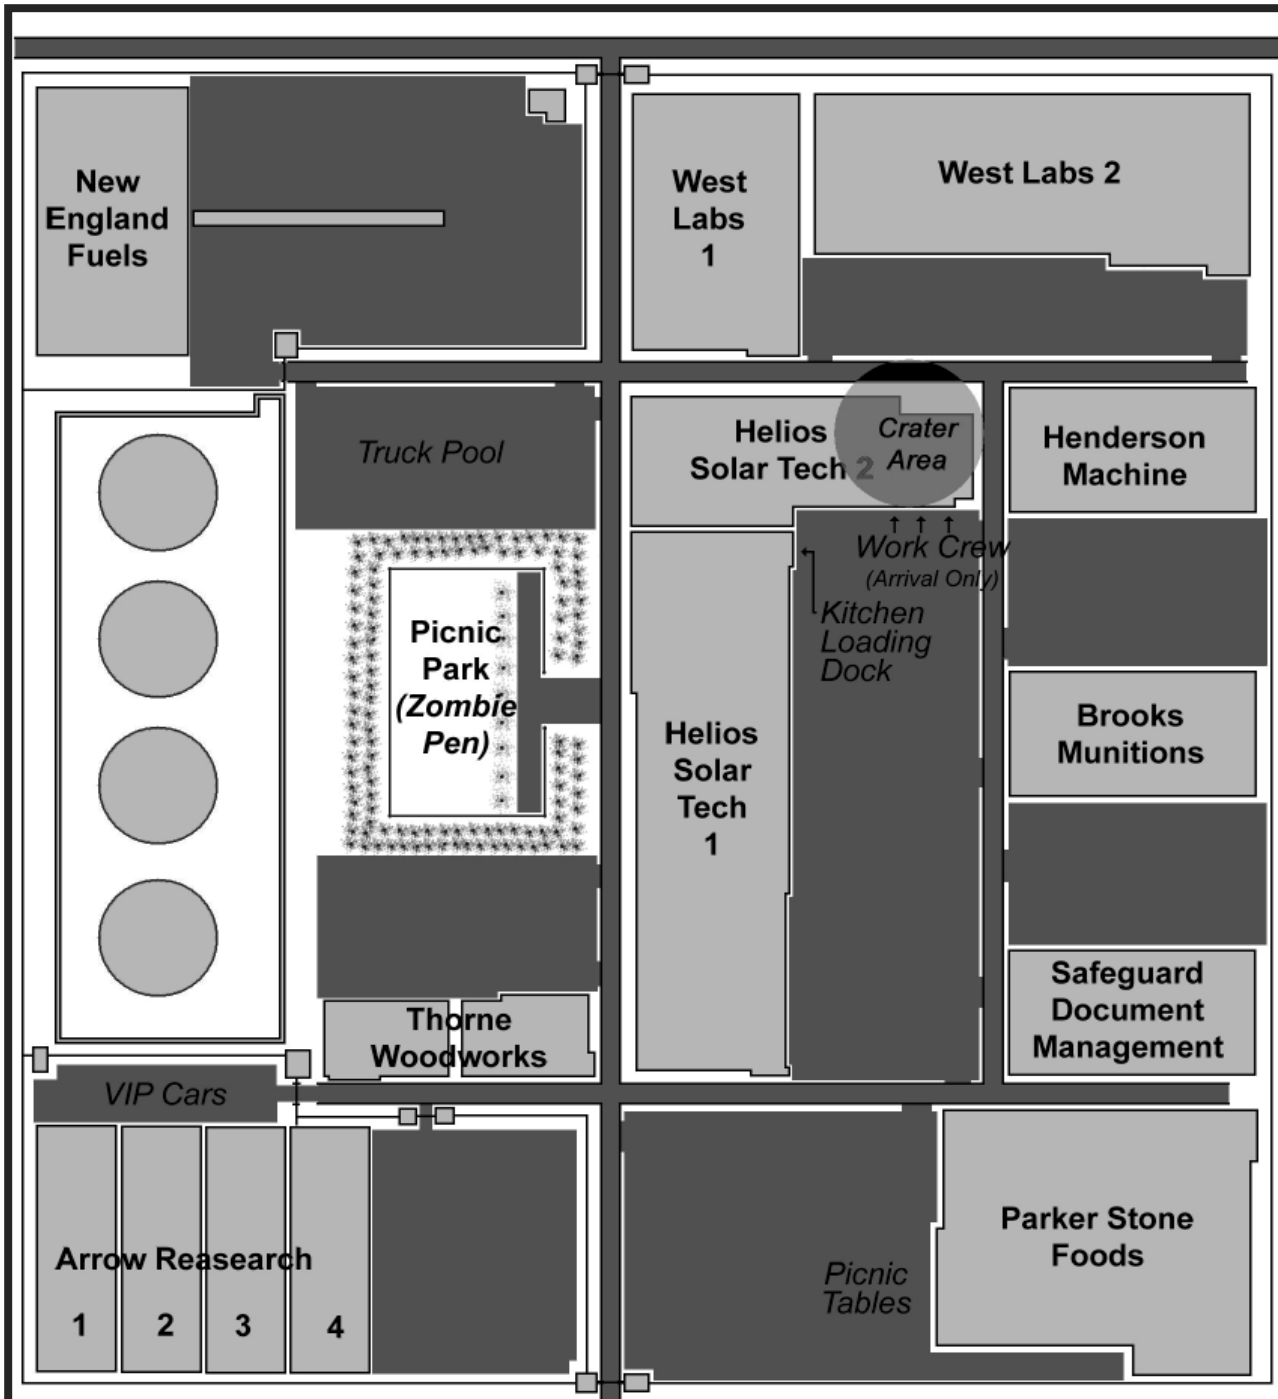 New
England
Fuels
West
Labs
1
West Labs 2
Truck Pool
Helios
Solar Tech 2
Crater
Area
Henderson
Machine
Work Crew
(Arrival Only)
Kitchen
Loading
Dock
Picnic
Park
(Zombie
Pen)
Helios
Solar
Tech
1
Brooks
Munitions
Safeguard
Document
Management
Thorne
Woodworks
VIP Cars
Arrow Reasearch
1 2 3 4
Picnic
Tables
Parker Stone
Foods